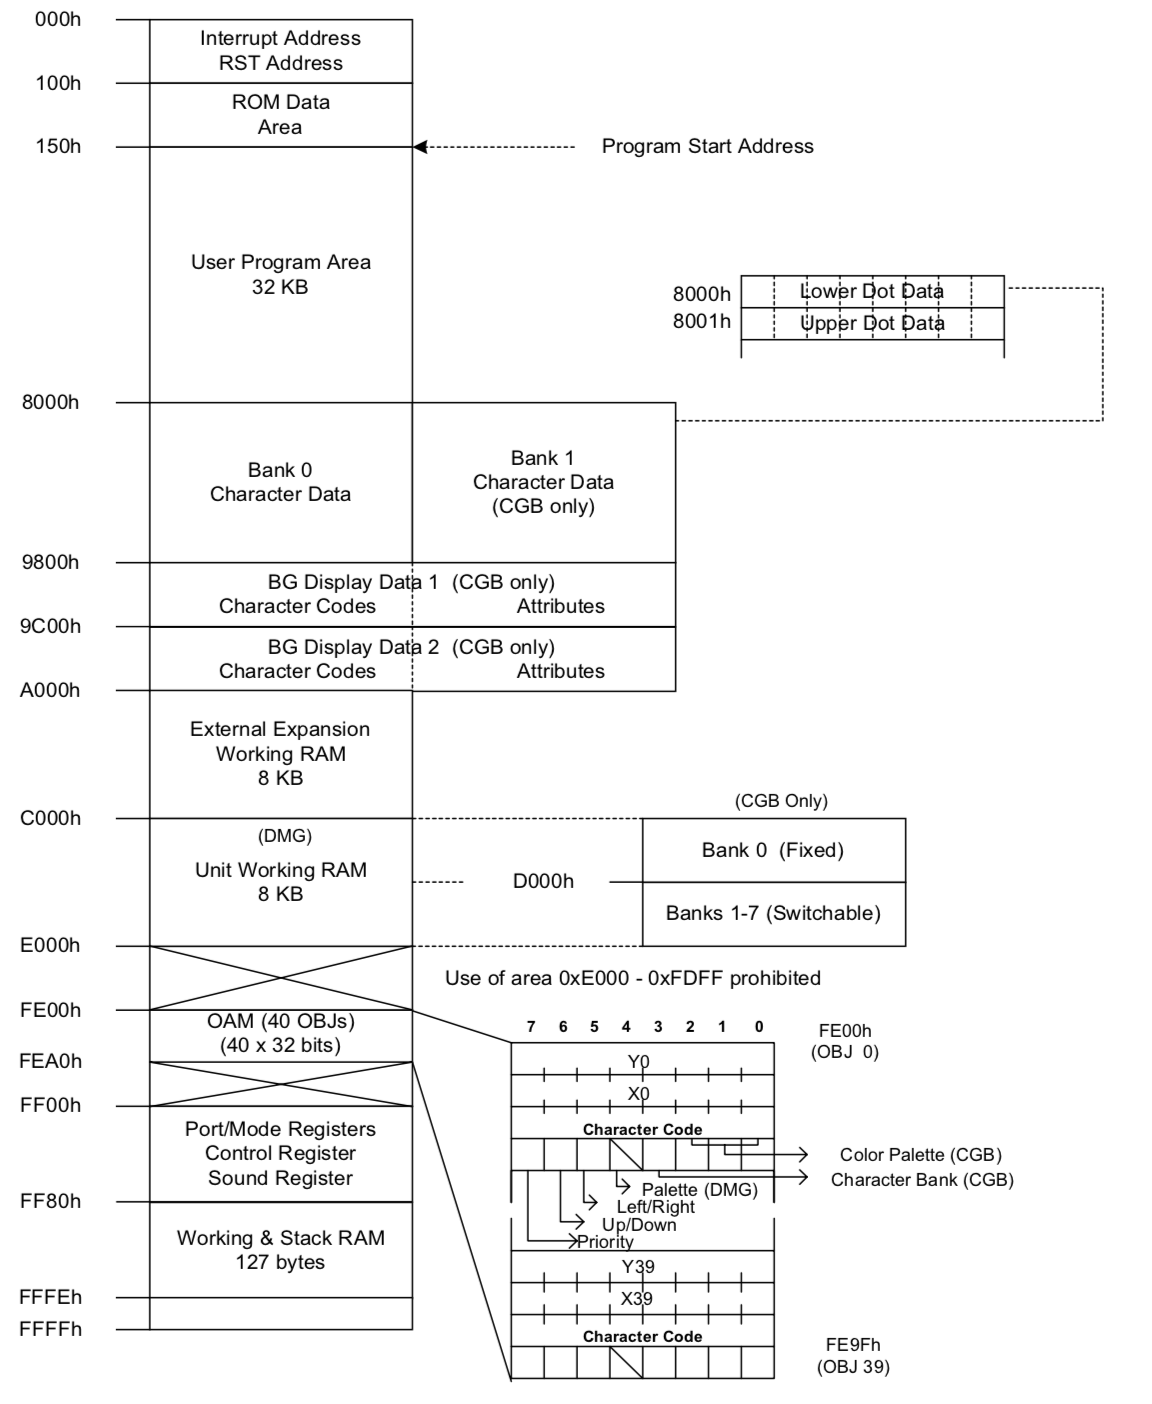 000h
Interrupt Address
RST Address
100h
ROM Data
Area
150h
Program Start Address
User Program Area
32 KB
8000h
Lower Dot Data
8001h
Upper Dot Data
8000h
Bank 0
Character Data
Bank 1
Character Data
(CGB only)
9800h
BG Display Data 1 (CGB only)
Character Codes
Attributes
9C00h
BG Display Data 2 (CGB only)
Character Codes
Attributes
A000h
External Expansion
Working RAM
8 KB
C000h
(DMG)
Unit Working RAM
8 KB
D000h
(CGB Only)
Bank 0 (Fixed)
Banks 1-7 (Switchable)
E000h
Use of area 0xE000 - 0xFDFF prohibited
FE00h
OAM (40 OBJs)
(40 x 32 bits)
FEA0h
FF00h
Port/Mode Registers
Control Register
Sound Register
FF80h
Working & Stack RAM
127 bytes
FFFEh
FFFFh
7 6 5 4 3 2 1 0
FE00h
(OBJ 0)
Y0
X0
Character Code
Color Palette (CGB)
Character Bank (CGB)
Palette (DMG)
Left/Right
Up/Down
Priority
Y39
X39
Character Code
FE9Fh
(OBJ 39)